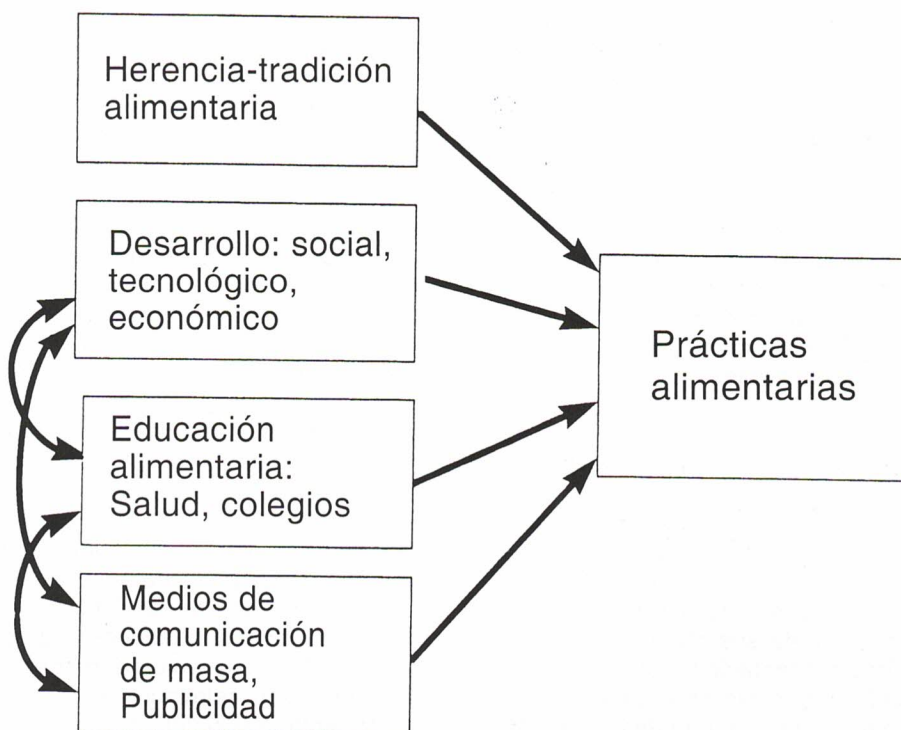 Herencia-tradición
alimentaria
Desarrollo: social,
tecnológico,
económico
Educación
alimentaria:
Salud, colegios
Medios de
comunicación
de masa,
Publicidad
Prácticas
alimentarias